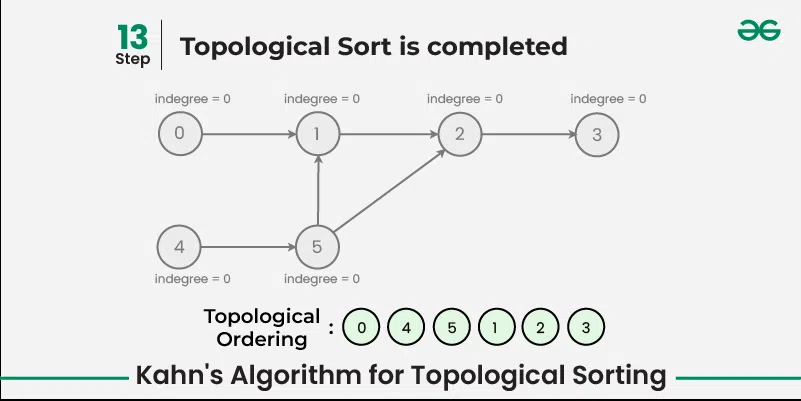 13
Step
Topological Sort is completed
indegree = 0 indegree = 0 indegree = 0 indegree = 0
0 1 2 3
4 5
indegree = 0 indegree = 0
Topological
Ordering : 0 4 5 1 2 3
Kahn's Algorithm for Topological Sorting